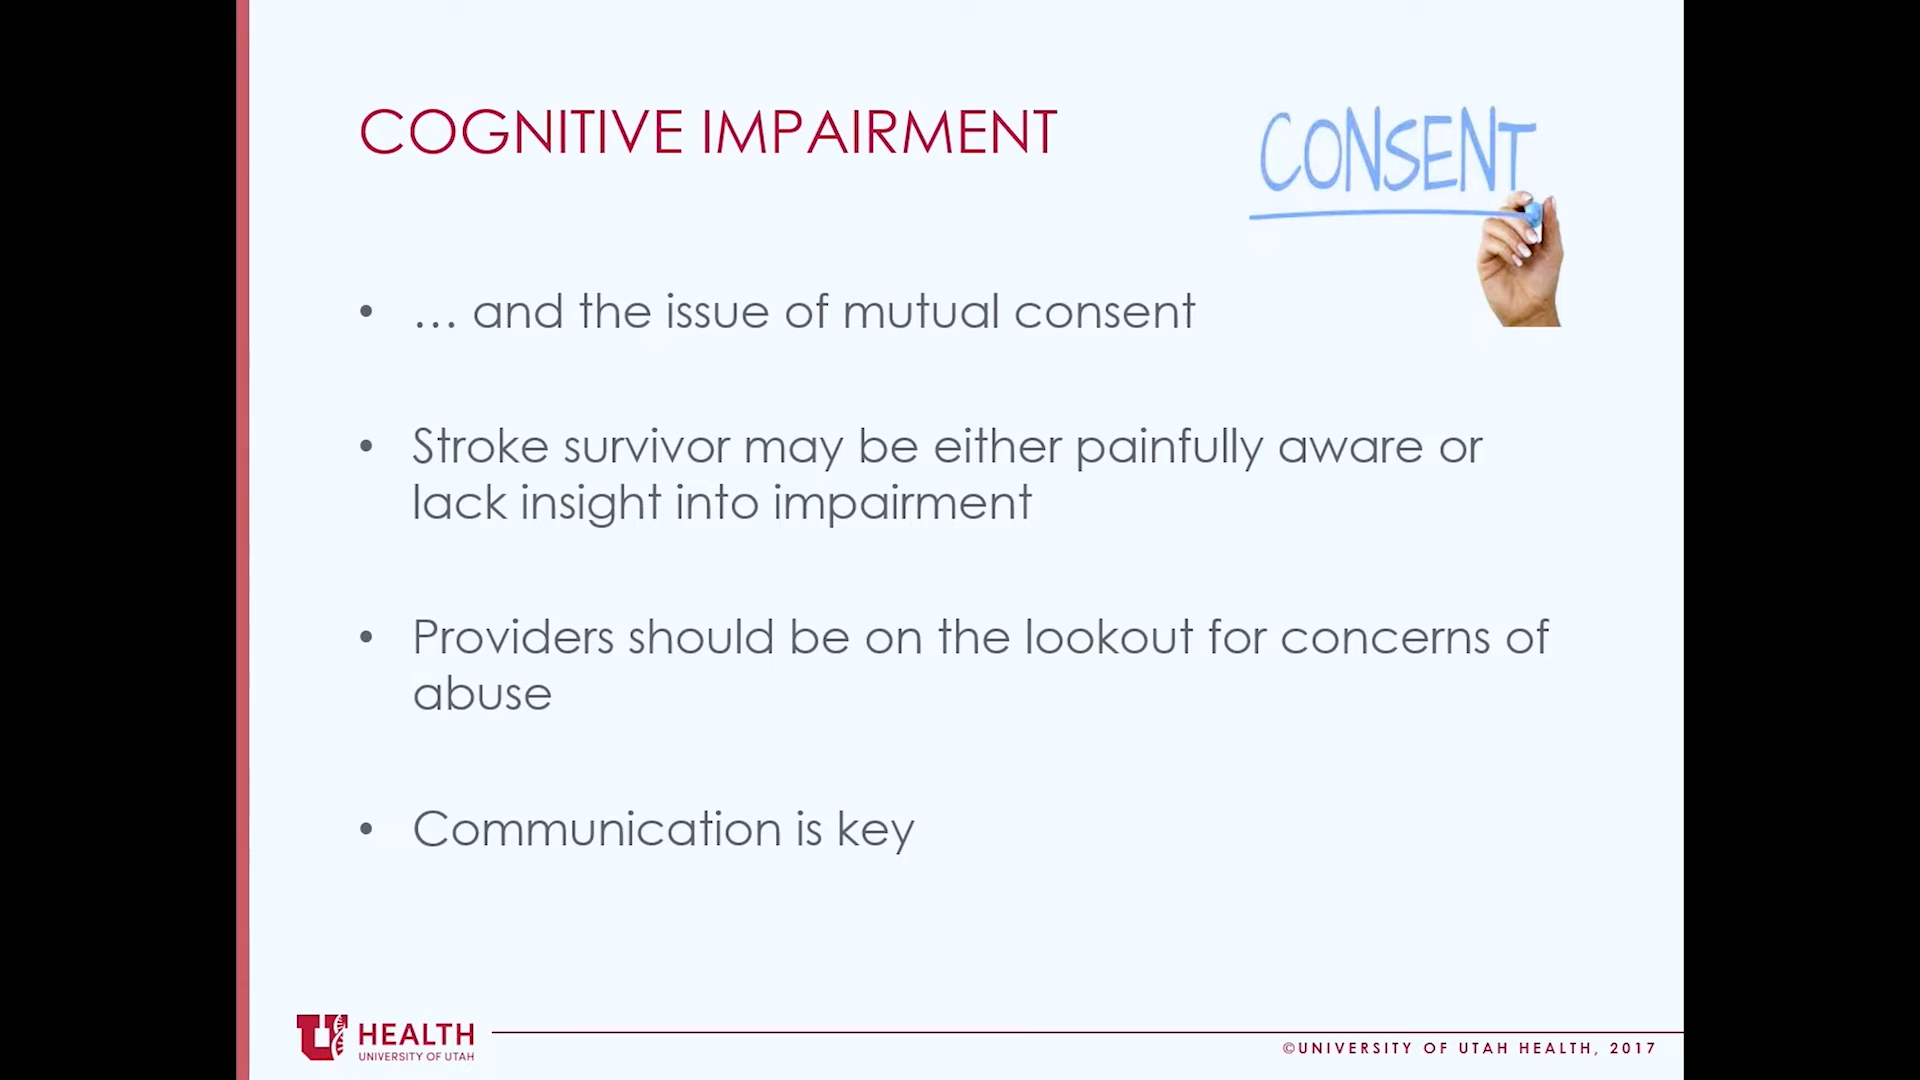 COGNITIVE IMPAIRMENT
CONSENT
• … and the issue of mutual consent
• Stroke survivor may be either painfully aware or
lack insight into impairment
• Providers should be on the lookout for concerns of
abuse
• Communication is key
U HEALTH
UNIVERSITY OF UTAH
©UNIVERSITY OF UTAH HEALTH, 2017